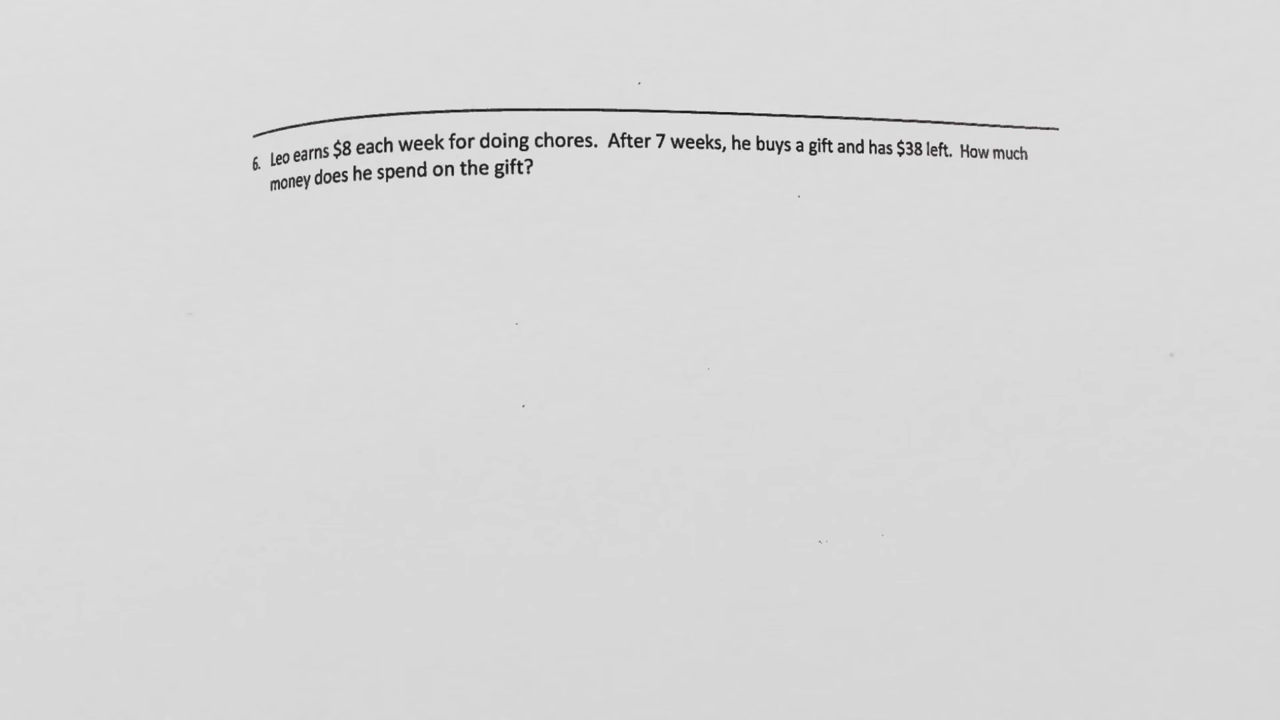 6. Leo earns $8 each week for doing chores. After 7 weeks, he buys a gift and has $38 left. How much
money does he spend on the gift?